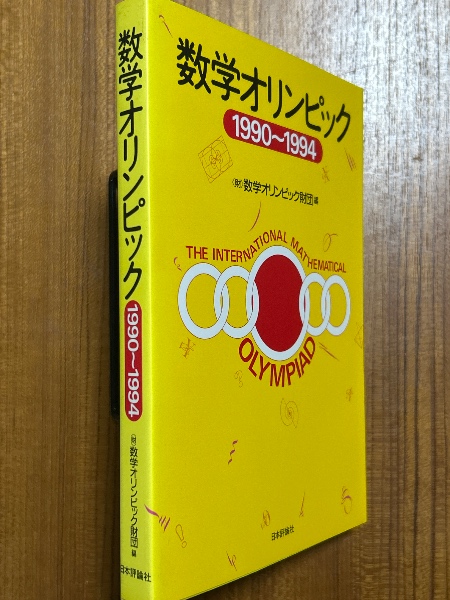 数学オリンピック
1990〜1994
(財)数学オリンピック財団 編
THE INTERNATIONAL MATHEMATICAL
OLYMPIAD
日本評論社
数学オリンピック
1990〜1994
(財)数学オリンピック財団 編
日本評論社